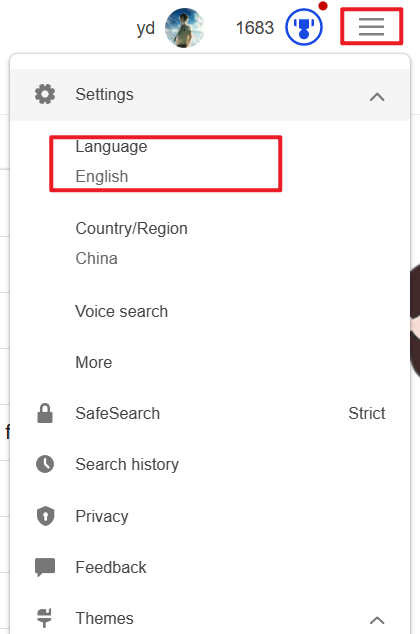 yd 1683
Settings
Language
English
Country/Region
China
Voice search
More
SafeSearch Strict
Search history
Privacy
Feedback
Themes